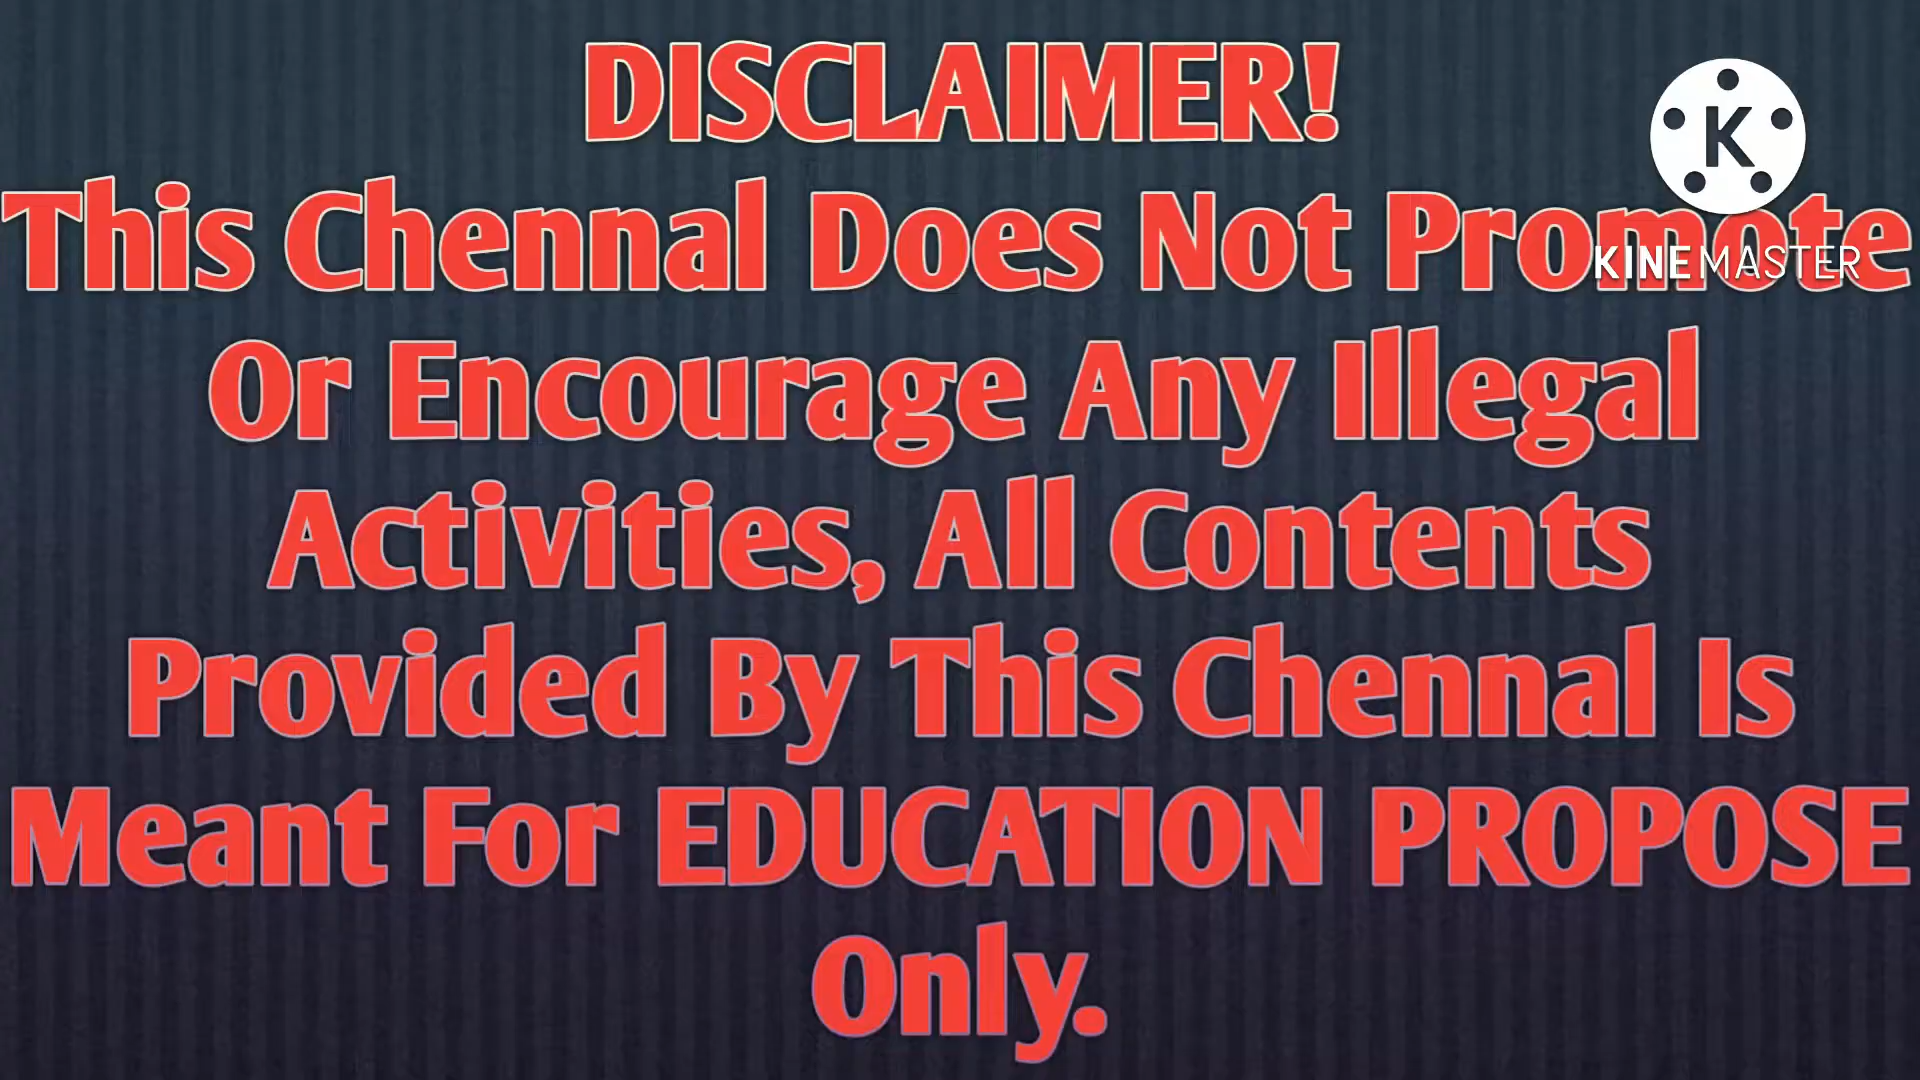 DISCLAIMER!
This Chennal Does Not Promote
KINEMASTER
Or Encourage Any Illegal
Activities, All Contents
Provided By This Chennal Is
Meant For EDUCATION PROPOSE
Only.